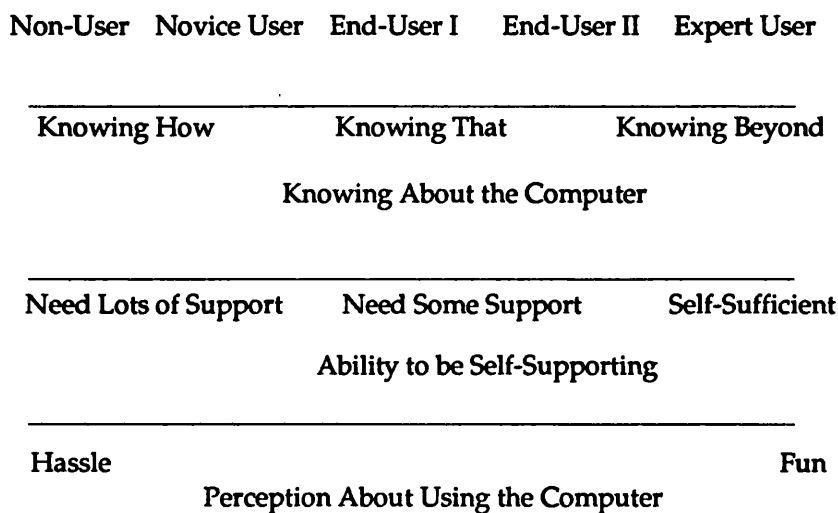 Non-User Novice User End-User I End-User II Expert User
Knowing How Knowing That Knowing Beyond
Knowing About the Computer
Need Lots of Support Need Some Support Self-Sufficient
Ability to be Self-Supporting
Hassle Fun
Perception About Using the Computer